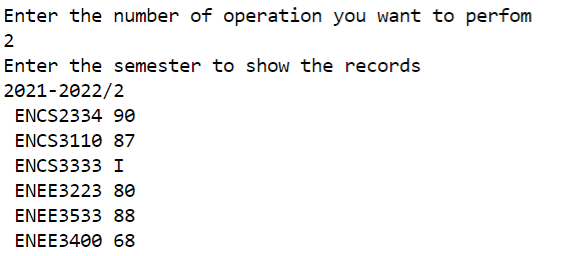 Enter the number of operation you want to perfom
2
Enter the semester to show the records
2021-2022/2
ENCS2334 90
ENCS3110 87
ENCS3333 I
ENEE3223 80
ENEE3533 88
ENEE3400 68